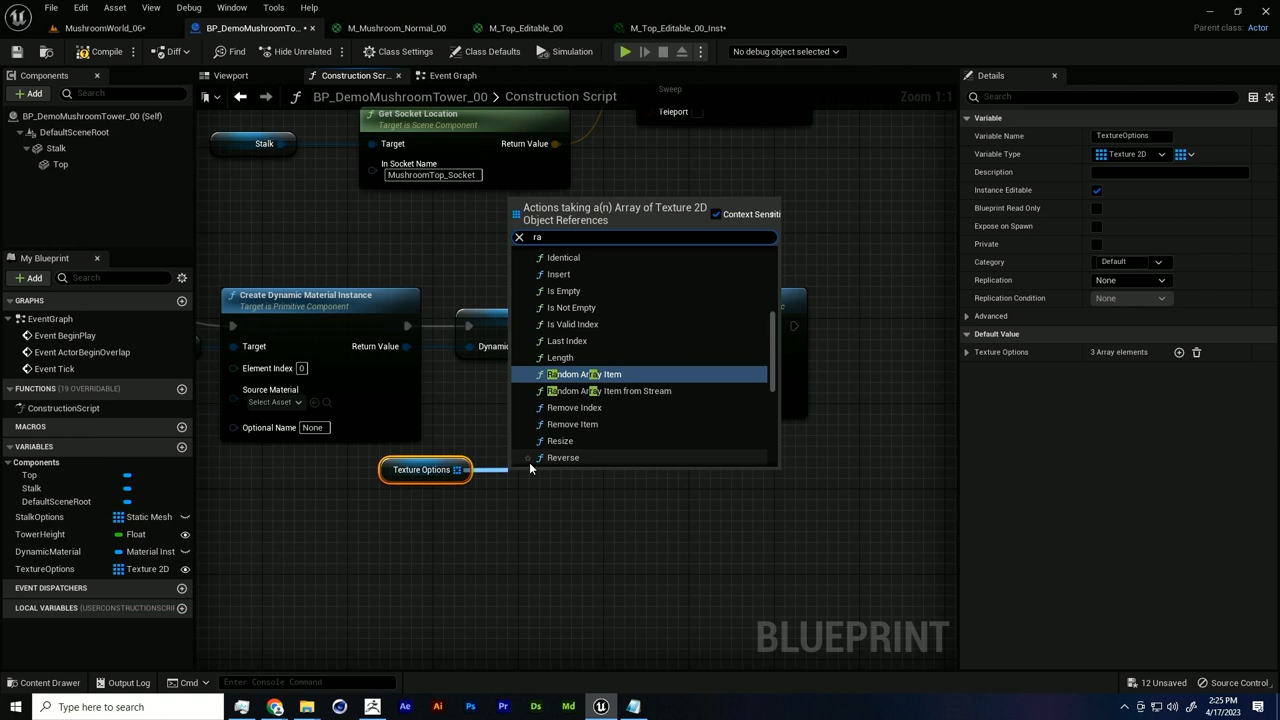 File Edit Asset View Debug Window Tools Help
MushroomWorld_06*
BP_DemoMushroomTo...*
M_Mushroom_Normal_00
M_Top_Editable_00
M_Top_Editable_00_Inst*
Parent class: Actor
Compile Diff Find Hide Unrelated Class Settings Class Defaults Simulation No debug object selected
Components
Add
Search
BP_DemoMushroomTower_00 (Self)
DefaultSceneRoot
Stalk
Top
My Blueprint
Add
Search
GRAPHS
EventGraph
Event BeginPlay
Event ActorBeginOverlap
Event Tick
FUNCTIONS (19 OVERRIDABLE)
ConstructionScript
MACROS
VARIABLES
Components
Top
Stalk
DefaultSceneRoot
StalkOptions Static Mesh
TowerHeight Float
DynamicMaterial Material Inst
TextureOptions Texture 2D
EVENT DISPATCHERS
LOCAL VARIABLES (USERCONSTRUCTIONSCRI
Viewport
Construction Scr...
Event Graph
BP_DemoMushroomTower_00 > Construction Script
Zoom 1:1
Sweep
Teleport
Get Socket Location
Target is Scene Component
Stalk
Target
Return Value
In Socket Name
MushroomTop_Socket
Actions taking a(n) Array of Texture 2D
Object References
Context Sensiti
ra
Identical
Insert
Is Empty
Is Not Empty
Is Valid Index
Last Index
Length
Random Array Item
Random Array Item from Stream
Remove Index
Remove Item
Resize
Reverse
Create Dynamic Material Instance
Target is Primitive Component
Target
Return Value
Element Index 0
Source Material
Select Asset
Optional Name None
Dynamic
c
Texture Options
BLUEPRINT
Details
Search
Variable
Variable Name TextureOptions
Variable Type Texture 2D
Description
Instance Editable
Blueprint Read Only
Expose on Spawn
Private
Category Default
Replication None
Replication Condition None
Advanced
Default Value
Texture Options 3 Array elements
Content Drawer Output Log Cmd Enter Console Command
12 Unsaved Source Control
Type here to search
Ae Ai Ps Pr Ds Md
2:25 PM
4/17/2023